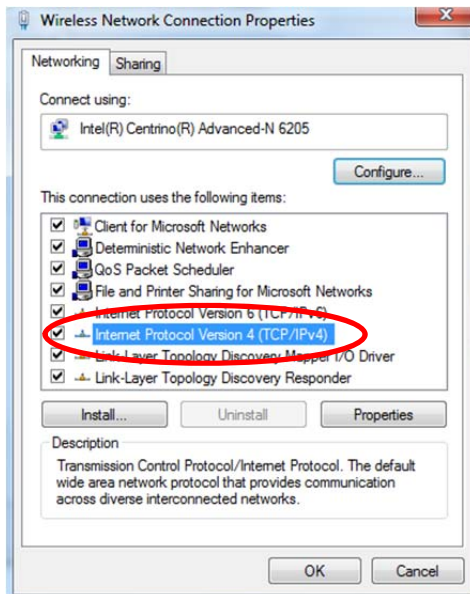 Wireless Network Connection Properties
Networking
Sharing
Connect using:
Intel(R) Centrino(R) Advanced-N 6205
Configure...
This connection uses the following items:
Client for Microsoft Networks
Deterministic Network Enhancer
QoS Packet Scheduler
File and Printer Sharing for Microsoft Networks
Internet Protocol Version 6 (TCP/IPv6)
Internet Protocol Version 4 (TCP/IPv4)
Link-Layer Topology Discovery Mapper I/O Driver
Link-Layer Topology Discovery Responder
Install...
Uninstall
Properties
Description
Transmission Control Protocol/Internet Protocol. The default
wide area network protocol that provides communication
across diverse interconnected networks.
OK
Cancel